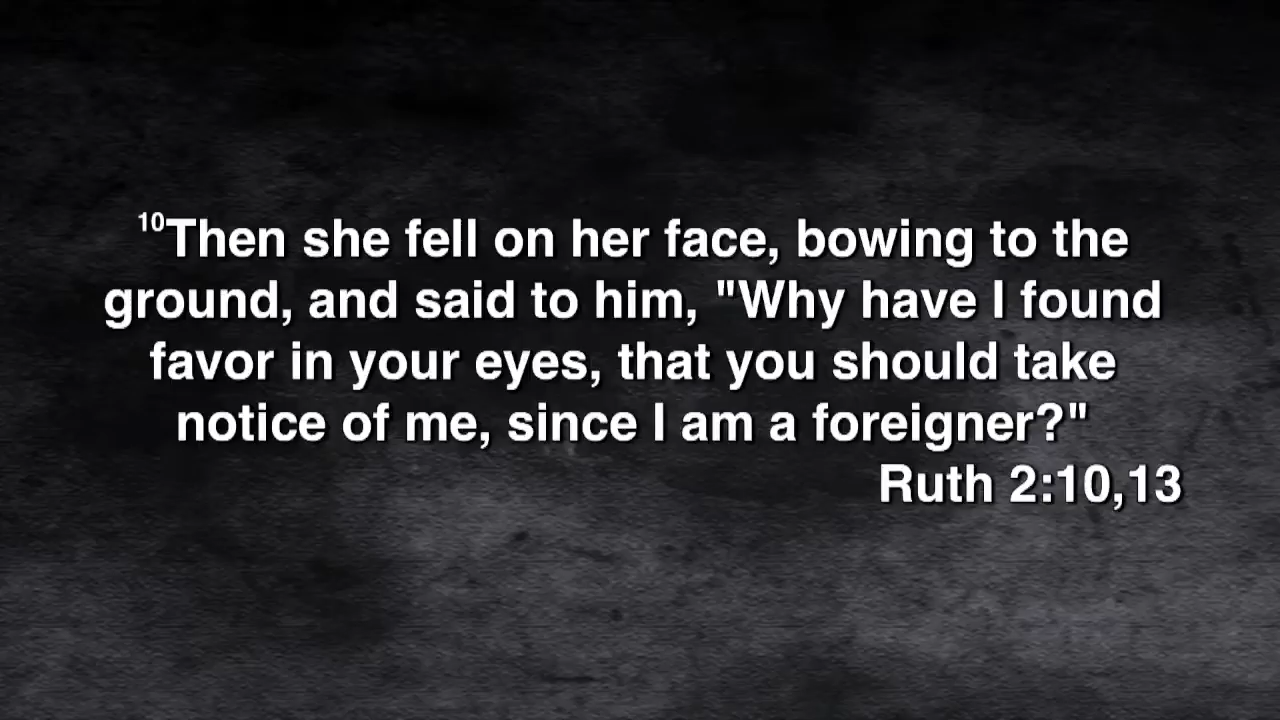 10Then she fell on her face, bowing to the
ground, and said to him, "Why have I found
favor in your eyes, that you should take
notice of me, since I am a foreigner?"
Ruth 2:10,13